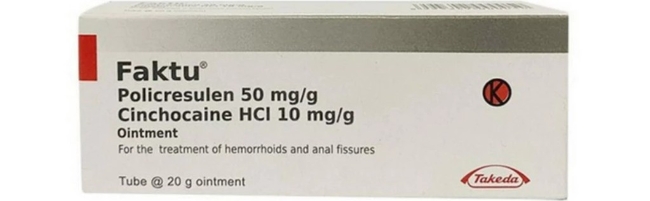 Faktu®
Policresulen 50 mg/g
Cinchocaine HCl 10 mg/g
Ointment
For the treatment of hemorrhoids and anal fissures
K
Tube @ 20 g ointment
Takeda